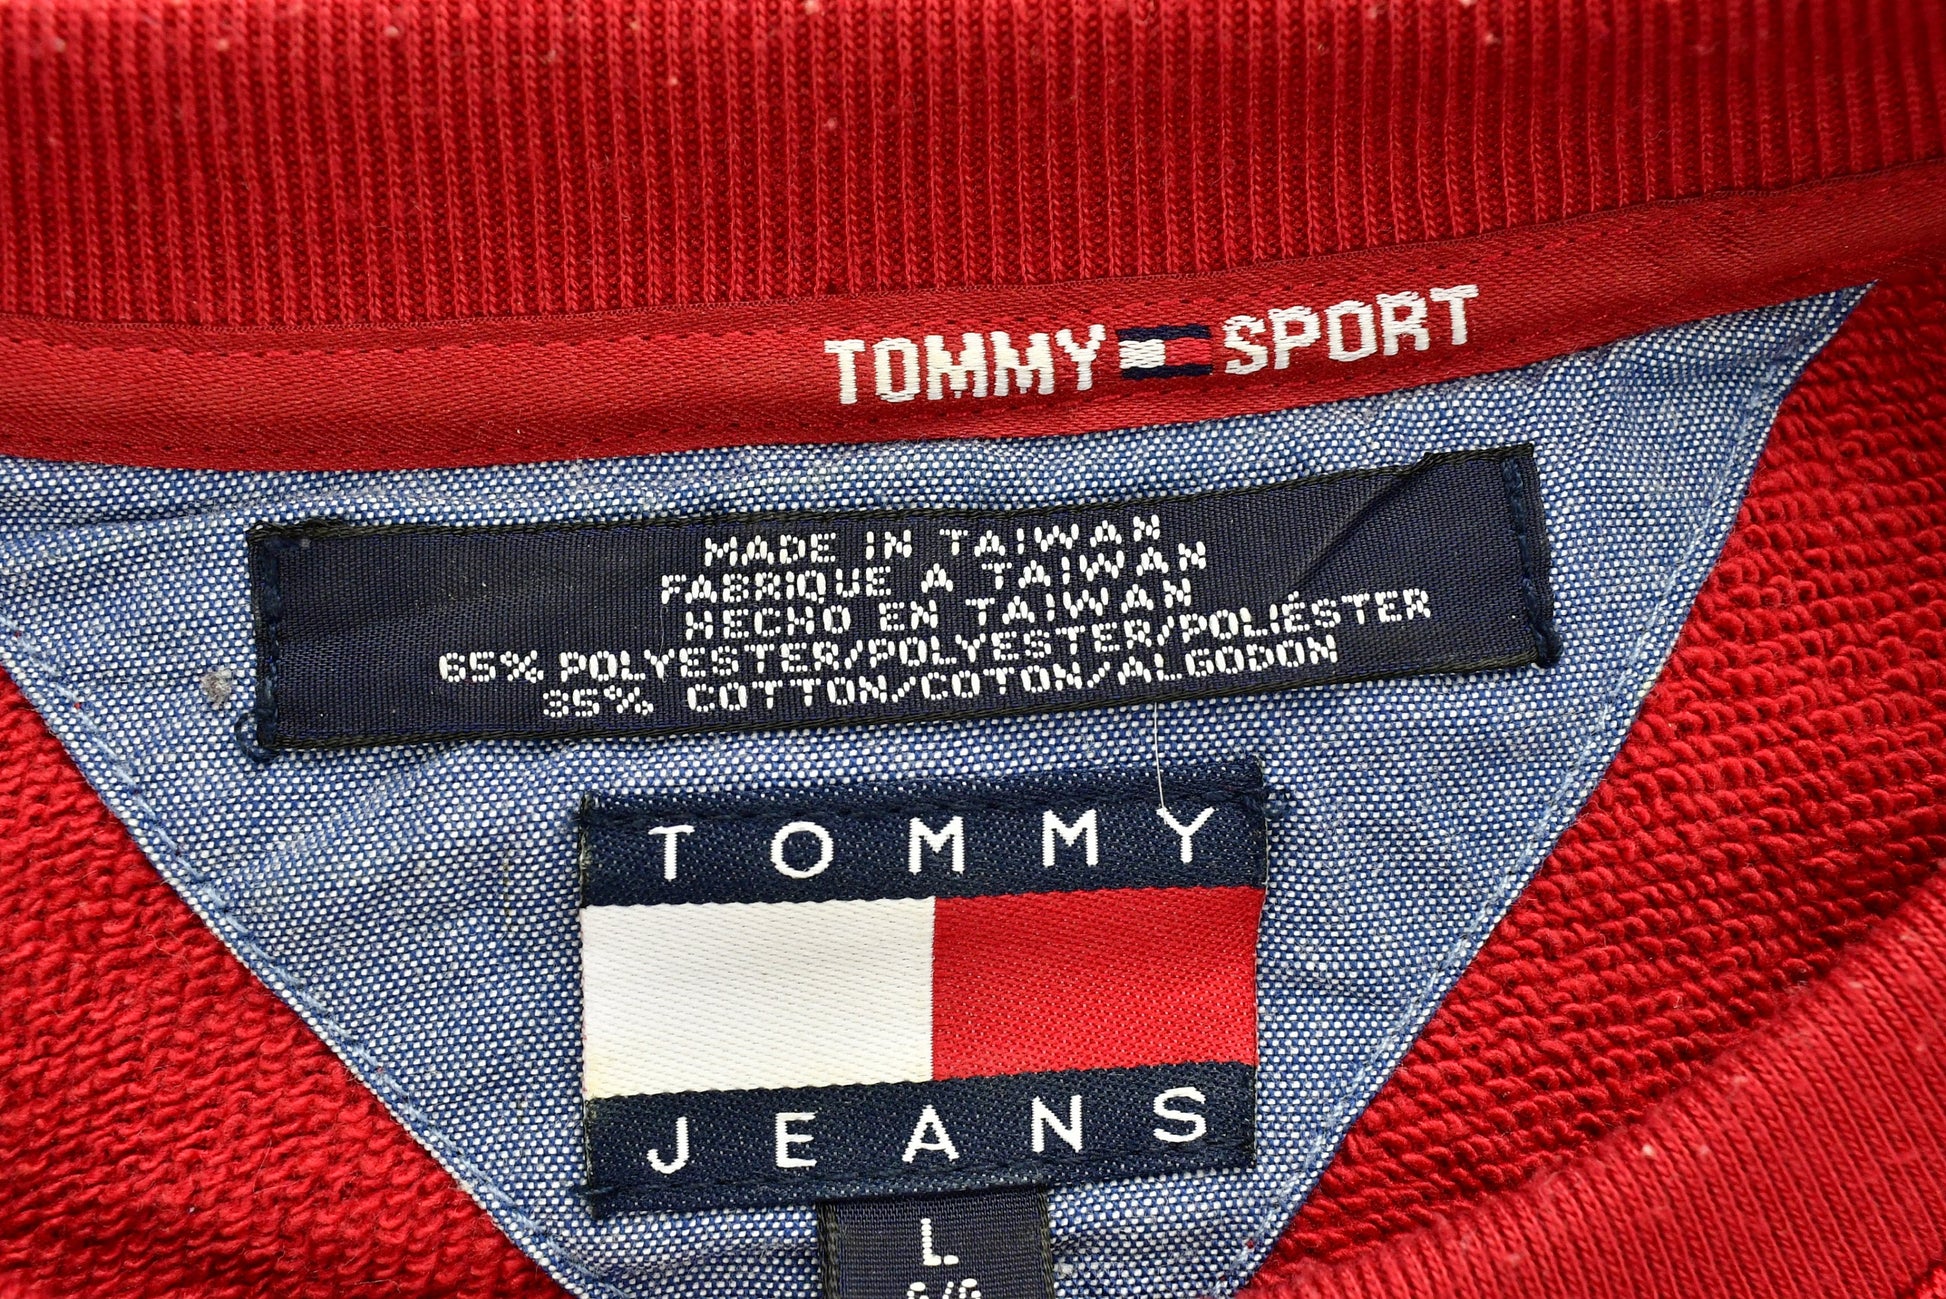 TOMMY SPORT
MADE IN TAIWAN
FABRIQUE A TAIWAN
HECHO EN TAIWAN
65% POLYESTER/POLYESTER/POLIÉSTER
35% COTTON/COTON/ALGODON
TOMMY
JEANS
L
G/G